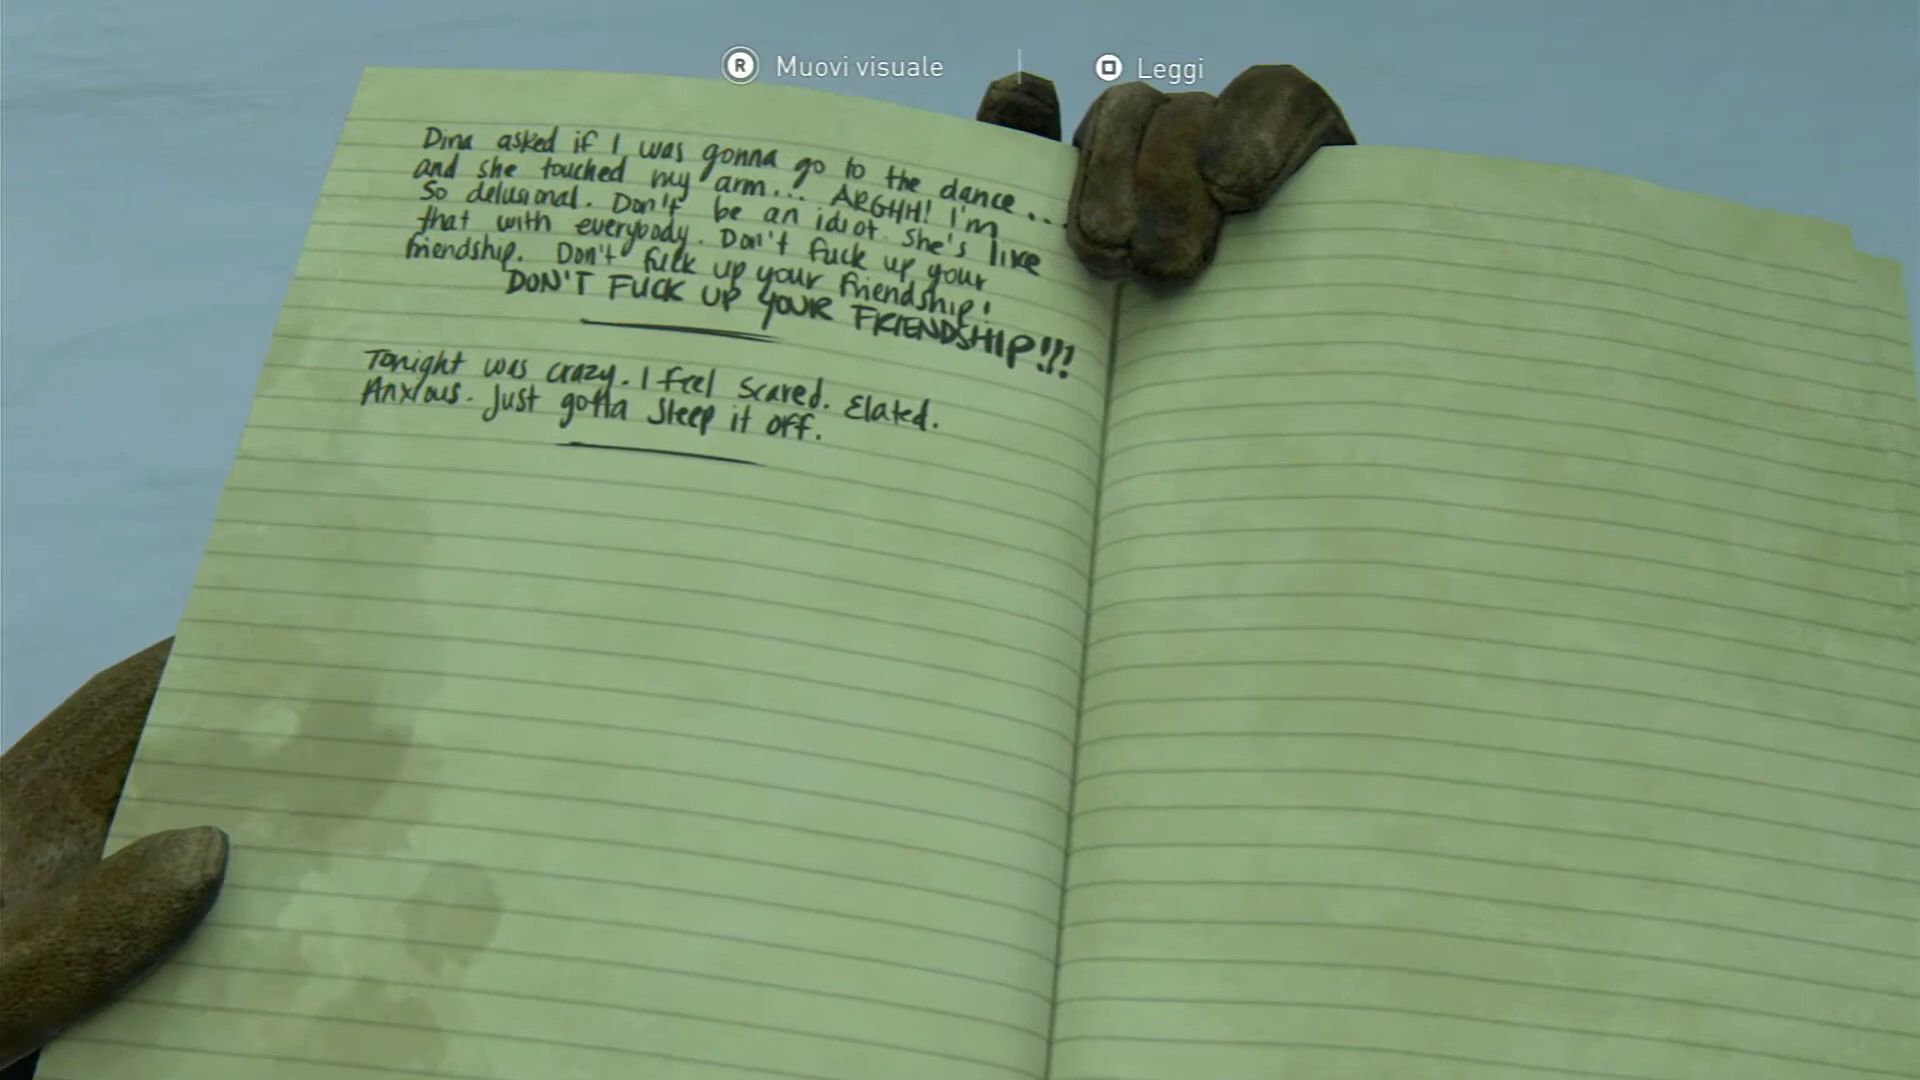 R Muovi visuale
Leggi
Dina asked if I was gonna go to the dance...
and she touched my arm... ARGHH! I'm
so delusional. Don't be an idiot. She's like
that with everybody. Don't fuck up your
friendship. Don't fuck up your friendship!
DON'T FUCK UP YOUR FRIENDSHIP!!!
Tonight was crazy. I feel scared. Elated.
Anxious. Just gotta sleep it off.